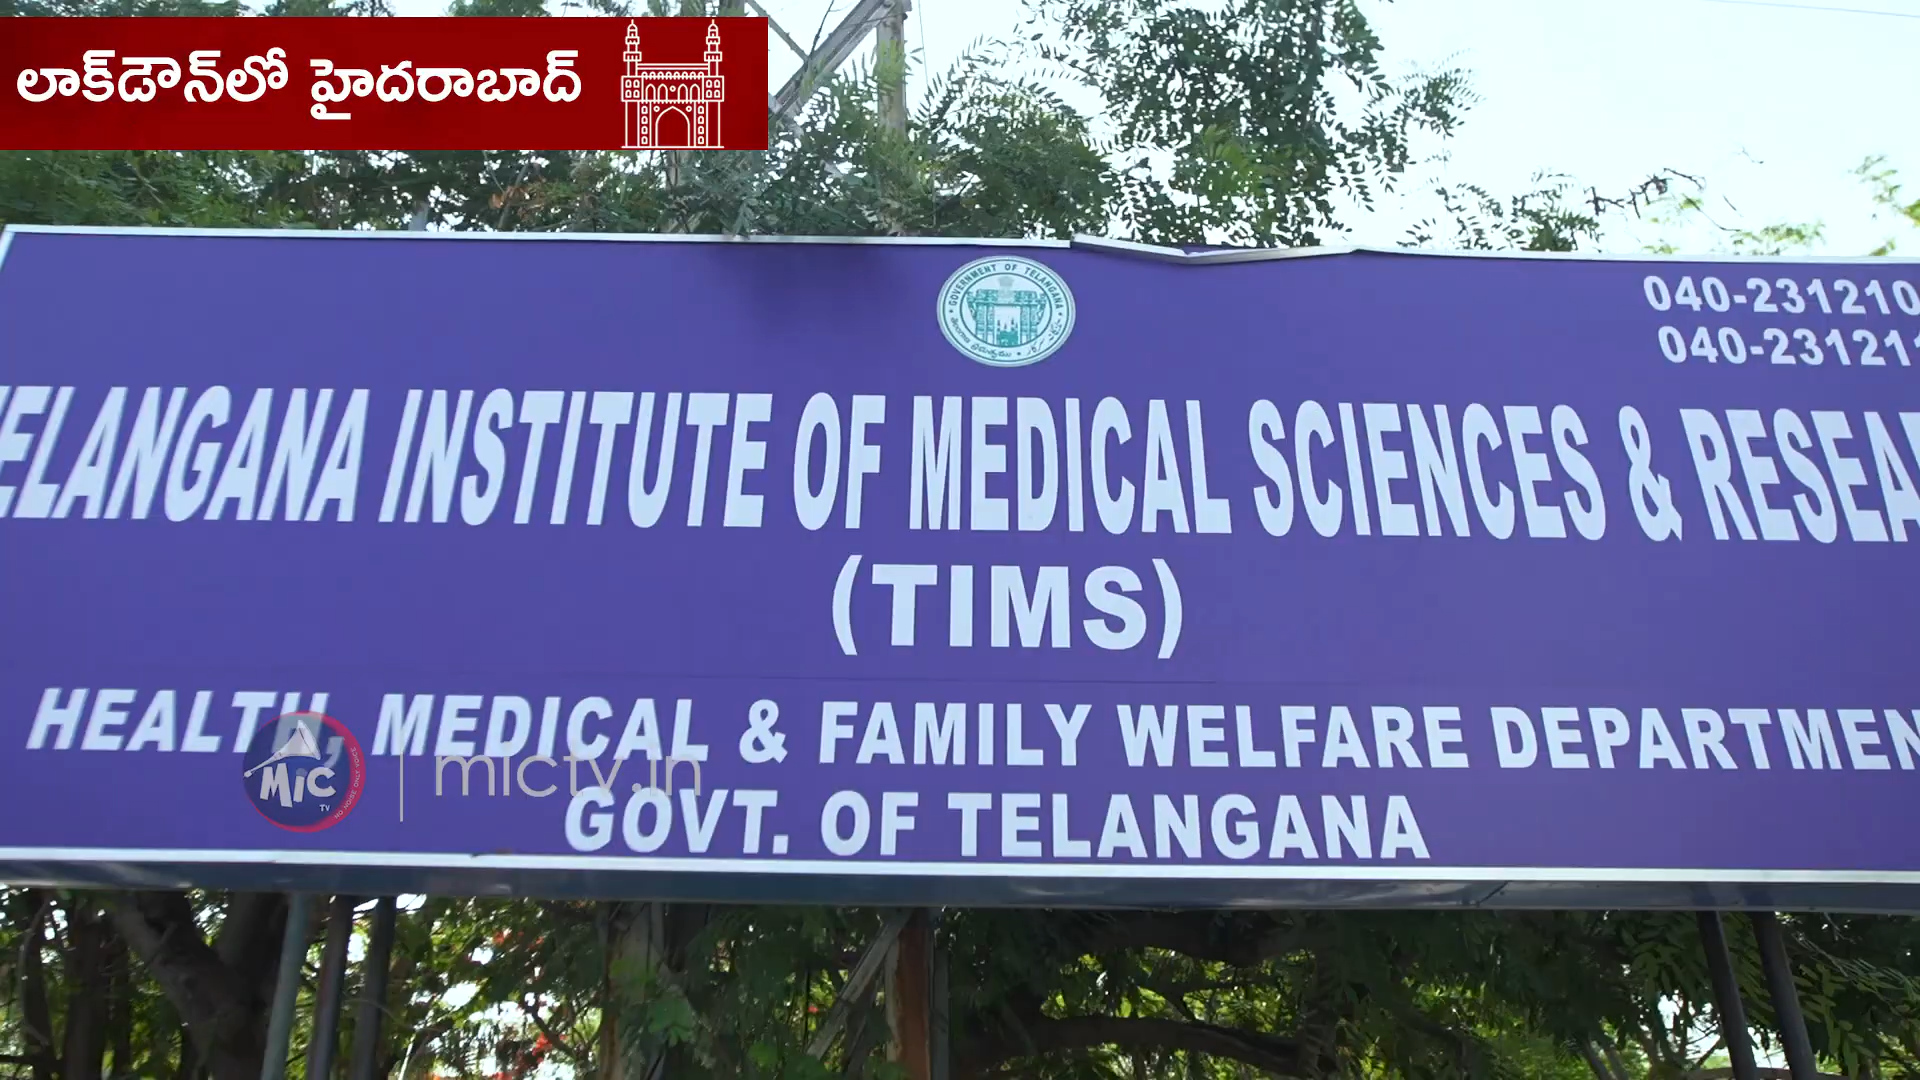 లాక్‌డౌన్‌లో హైదరాబాద్
GOVERNMENT OF TELANGANA
040-231210
040-231211
TELANGANA INSTITUTE OF MEDICAL SCIENCES & RESEA
(TIMS)
HEALTH, MEDICAL & FAMILY WELFARE DEPARTMEN
MIC TV
mictv.in
GOVT. OF TELANGANA